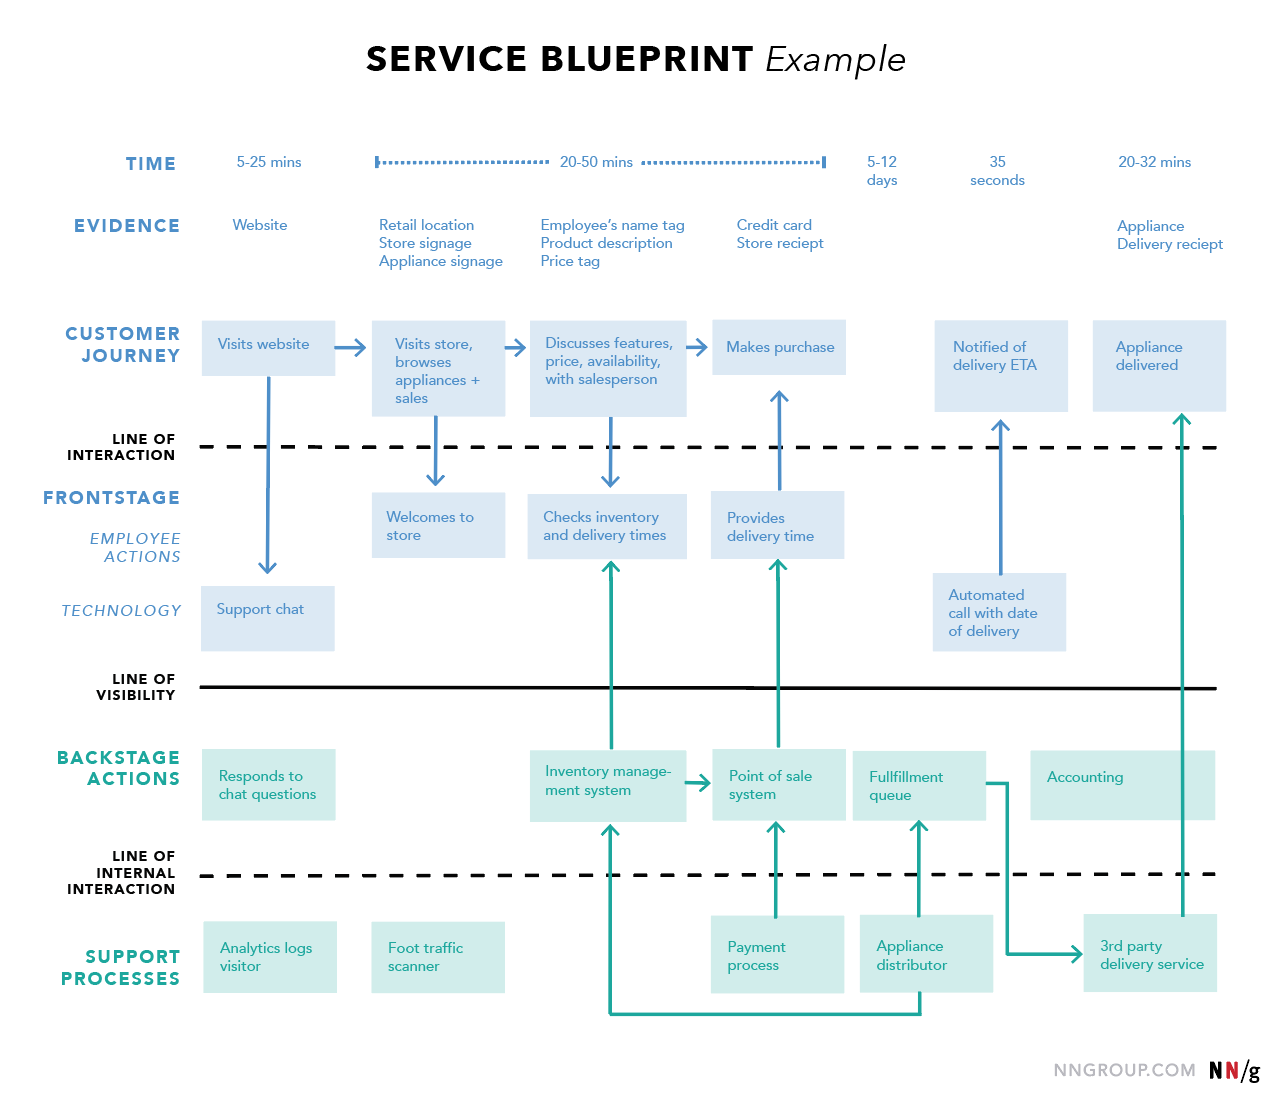 SERVICE BLUEPRINT Example
TIME
5-25 mins
20-50 mins
5-12
days
35
seconds
20-32 mins
EVIDENCE
Website
Retail location
Store signage
Appliance signage
Employee's name tag
Product description
Price tag
Credit card
Store reciept
Appliance
Delivery reciept
CUSTOMER
JOURNEY
Visits website
Visits store,
browses
appliances +
sales
Discusses features,
price, availability,
with salesperson
Makes purchase
Notified of
delivery ETA
Appliance
delivered
LINE OF
INTERACTION
FRONTSTAGE
EMPLOYEE
ACTIONS
Welcomes to
store
Checks inventory
and delivery times
Provides
delivery time
TECHNOLOGY
Support chat
Automated
call with date
of delivery
LINE OF
VISIBILITY
BACKSTAGE
ACTIONS
Responds to
chat questions
Inventory manage-
ment system
Point of sale
system
Fullfillment
queue
Accounting
LINE OF
INTERNAL
INTERACTION
SUPPORT
PROCESSES
Analytics logs
visitor
Foot traffic
scanner
Payment
process
Appliance
distributor
3rd party
delivery service
NNGROUP.COM NN/g